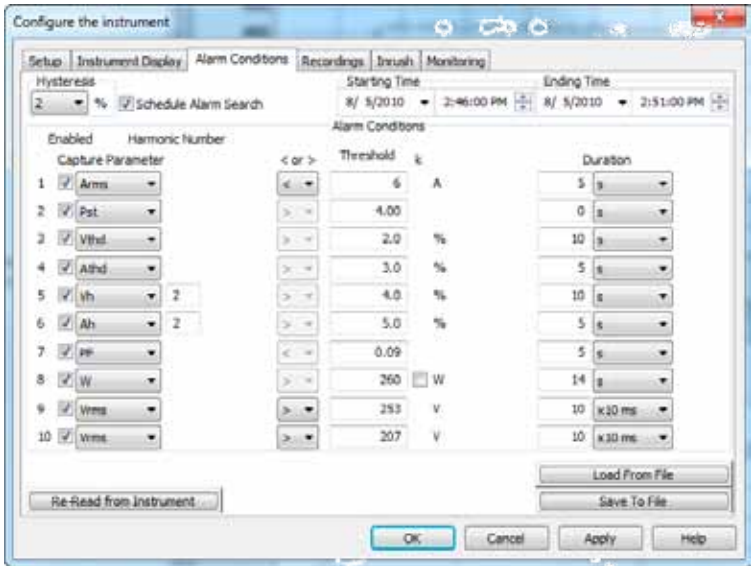 Configure the instrument
Setup Instrument Display Alarm Conditions Recordings Inrush Monitoring
Hysteresis Starting Time Ending Time
2 % Schedule Alarm Search 8/ 5/2010 2:46:00 PM 8/ 5/2010 2:51:00 PM
Alarm Conditions
Enabled Harmonic Number
Capture Parameter < or > Threshold k Duration
1 Arms < 6 A 5 s
2 Pst > 4.00 0 s
3 Vthd > 2.0 % 10 s
4 Athd > 3.0 % 5 s
5 Vh 2 > 4.0 % 10 s
6 Ah 2 > 5.0 % 5 s
7 PF < 0.09 5 s
8 W > 260 W 14 s
9 Vrms > 253 V 10 x10 ms
10 Vrms > 207 V 10 x10 ms
Load From File
Re-Read from Instrument Save To File
OK Cancel Apply Help